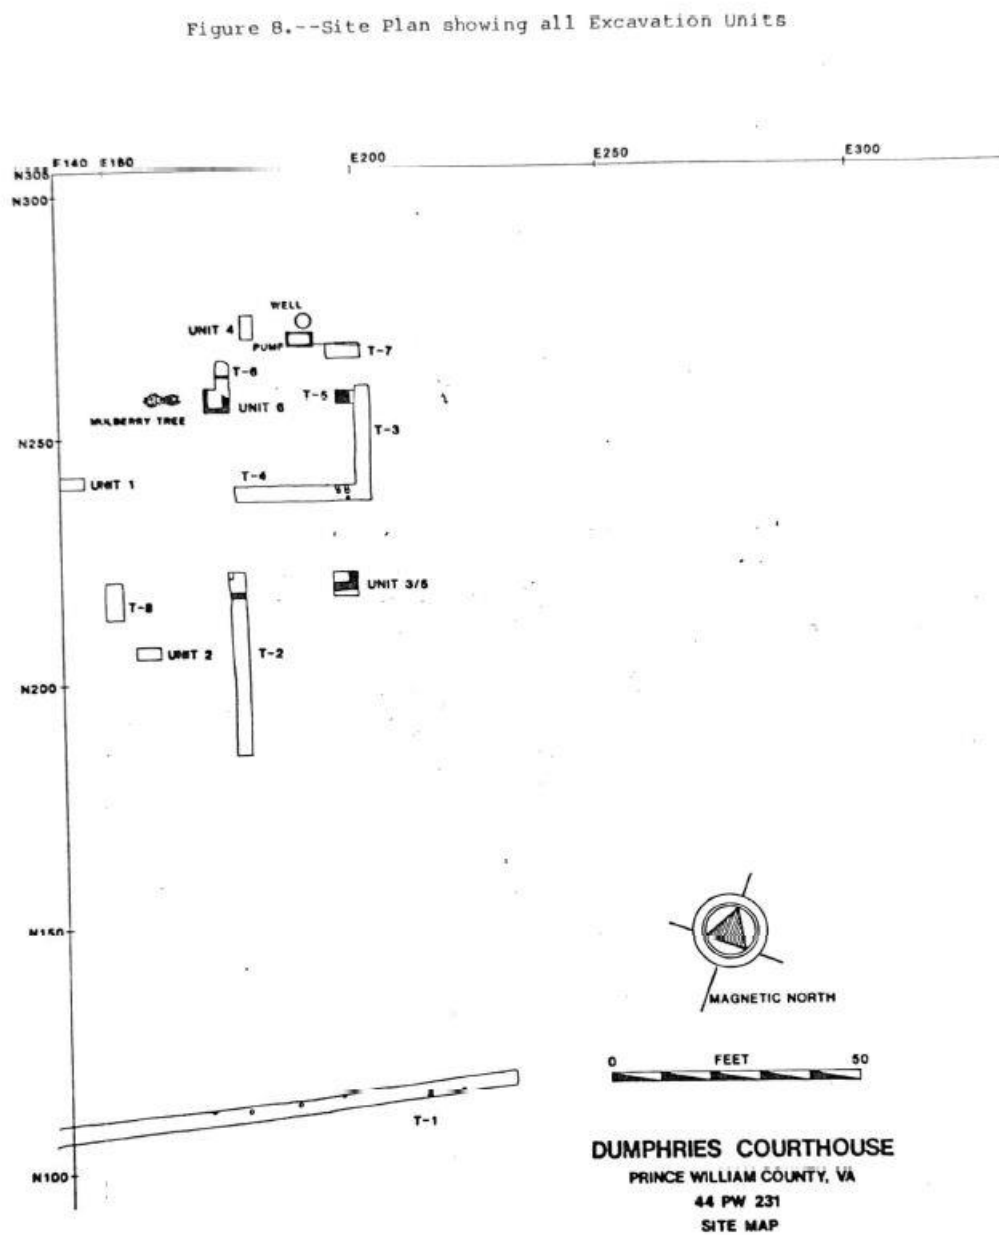 Figure 8.--Site Plan showing all Excavation Units
E140 E150 E200 E250 E300
N305
N300
WELL
UNIT 4
PUMP
T-7
T-6
T-5
UNIT 6
MULBERRY TREE
T-3
N250
T-4
UNIT 1
UNIT 3/5
T-8
UNIT 2
T-2
N200
N150
MAGNETIC NORTH
0 FEET 50
T-1
DUMPHRIES COURTHOUSE
PRINCE WILLIAM COUNTY, VA
N100
44 PW 231
SITE MAP